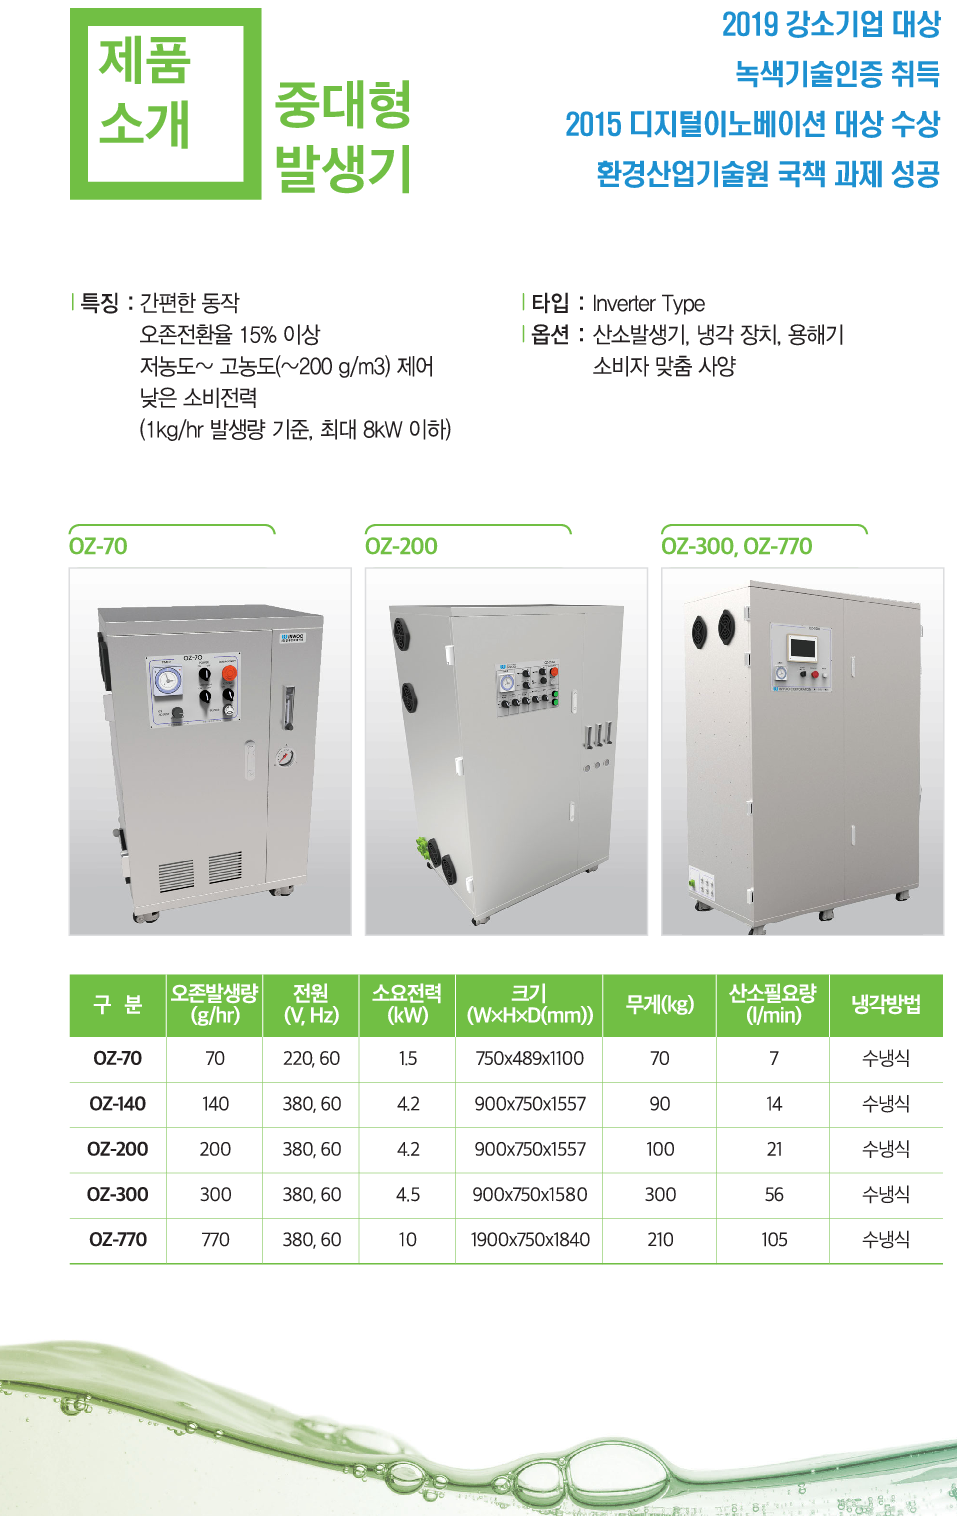 제품
소개
중대형
발생기
2019 강소기업 대상
녹색기술인증 취득
2015 디지털이노베이션 대상 수상
환경산업기술원 국책 과제 성공
특징 : 간편한 동작
오존전환율 15% 이상
저농도~ 고농도(~200 g/m3) 제어
낮은 소비전력
(1kg/hr 발생량 기준, 최대 8kW 이하)
타입 : Inverter Type
옵션 : 산소발생기, 냉각 장치, 용해기
소비자 맞춤 사양
OZ-70
OZ-200
OZ-300, OZ-770
OZ-70
구 분 오존발생량 (g/hr) 전원 (V, Hz) 소요전력 (kW) 크기 (W×H×D(mm)) 무게(kg) 산소필요량 (l/min) 냉각방법
OZ-70 70 220, 60 1.5 750x489x1100 70 7 수냉식
OZ-140 140 380, 60 4.2 900x750x1557 90 14 수냉식
OZ-200 200 380, 60 4.2 900x750x1557 100 21 수냉식
OZ-300 300 380, 60 4.5 900x750x1580 300 56 수냉식
OZ-770 770 380, 60 10 1900x750x1840 210 105 수냉식